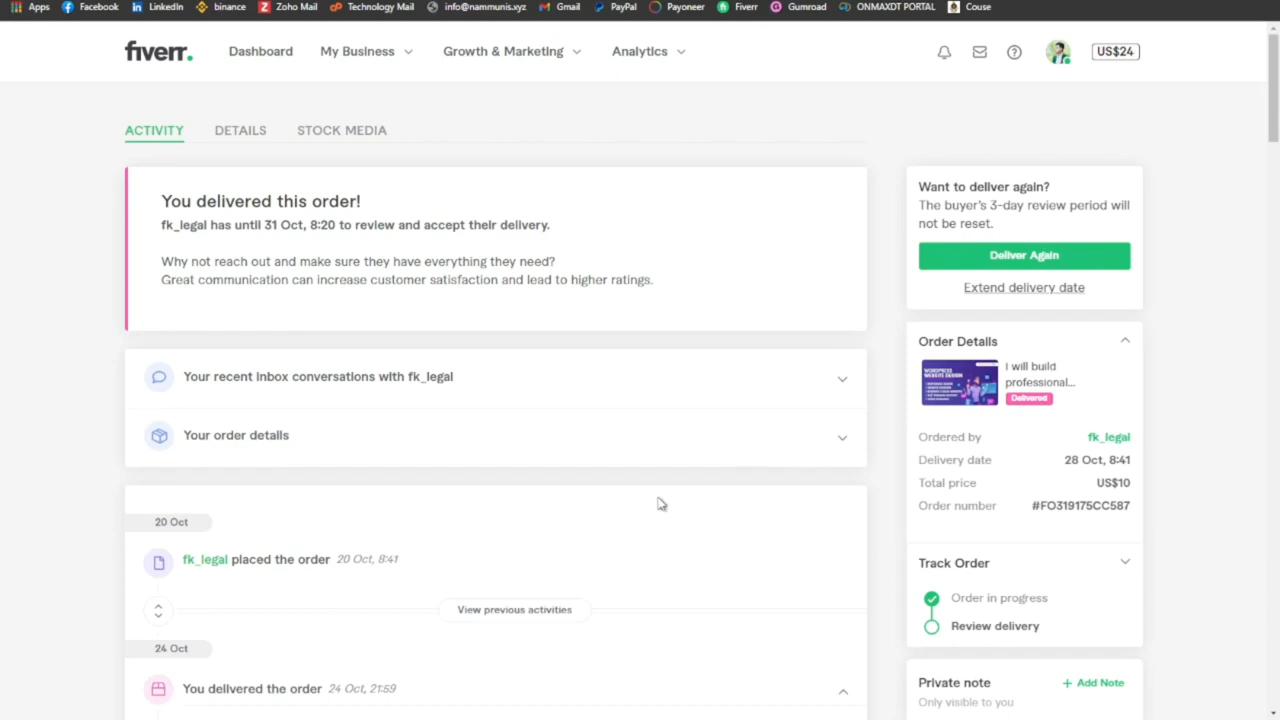 Apps Facebook LinkedIn binance Zoho Mail Technology Mail info@nammunis.xyz Gmail PayPal Payoneer Fiverr Gumroad ONMAXDT PORTAL Couse
fiverr. Dashboard My Business Growth & Marketing Analytics US$24
ACTIVITY DETAILS STOCK MEDIA
You delivered this order!
fk_legal has until 31 Oct, 8:20 to review and accept their delivery.
Why not reach out and make sure they have everything they need?
Great communication can increase customer satisfaction and lead to higher ratings.
Your recent Inbox conversations with fk_legal
Your order details
20 Oct
fk_legal placed the order 20 Oct, 8:41
View previous activities
24 Oct
You delivered the order 24 Oct, 21:59
Want to deliver again?
The buyer's 3-day review period will
not be reset.
Deliver Again
Extend delivery date
Order Details
WORDPRESS
WEBSITE DESIGN
I will build
professional...
Delivered
Ordered by fk_legal
Delivery date 28 Oct, 8:41
Total price US$10
Order number #FO319175CC587
Track Order
Order in progress
Review delivery
Private note + Add Note
Only visible to you